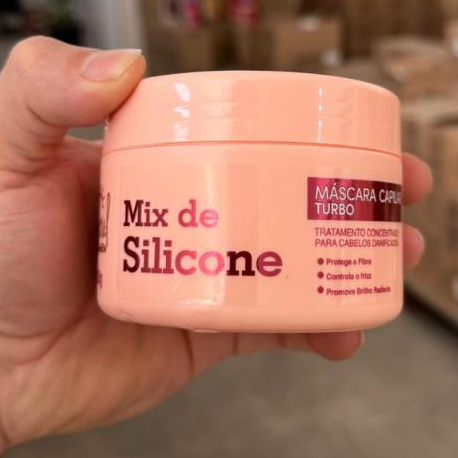 Mix de
Silicone
MÁSCARA CAPILAR
TURBO
TRATAMENTO CONCENTRADO
PARA CABELOS DANIFICADOS
Protege a Fibra
Controla o frizz
Promove Brilho Radiante